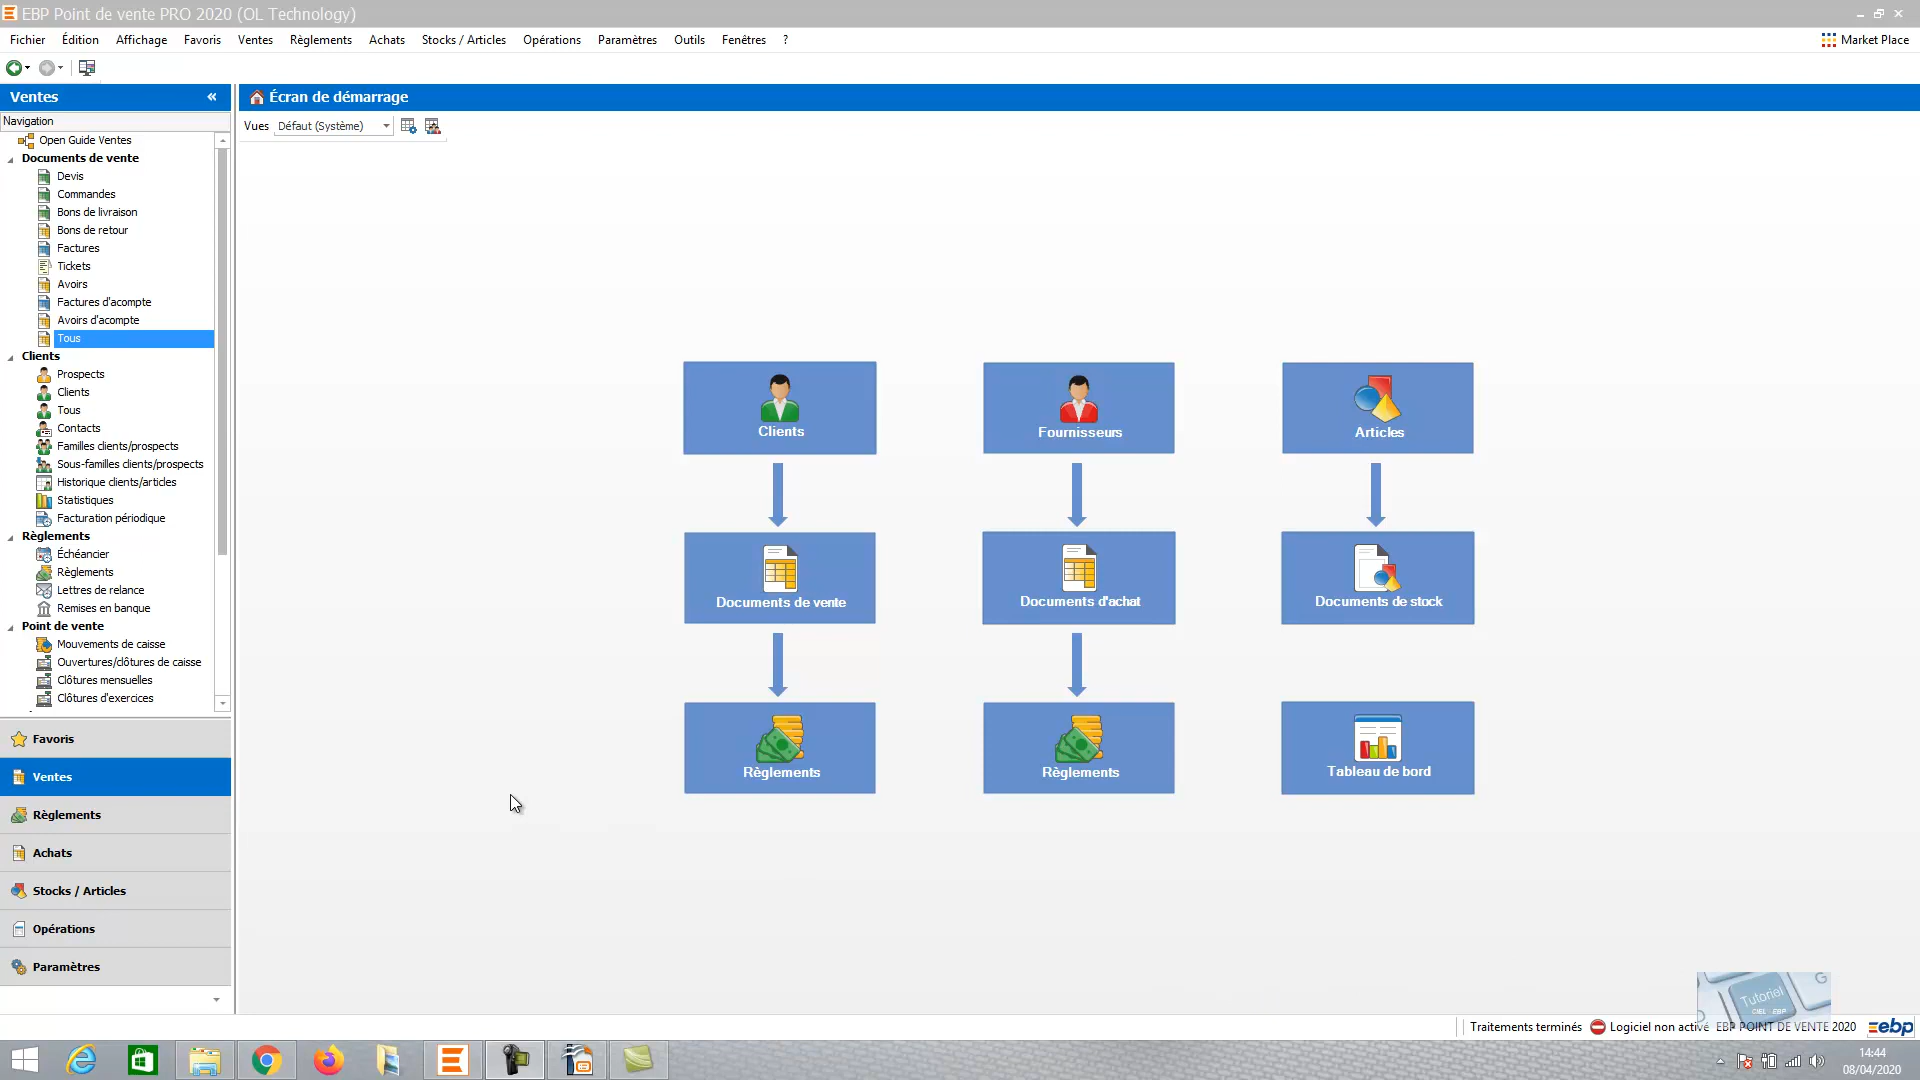 EBP Point de vente PRO 2020 (OL Technology)
Fichier Édition Affichage Favoris Ventes Règlements Achats Stocks / Articles Opérations Paramètres Outils Fenêtres ? Market Place
Ventes «
Écran de démarrage
Navigation
Vues Défaut (Système)
Open Guide Ventes
Documents de vente
Devis
Commandes
Bons de livraison
Bons de retour
Factures
Tickets
Avoirs
Factures d'acompte
Avoirs d'acompte
Tous
Clients
Prospects
Clients
Tous
Contacts
Familles clients/prospects
Sous-familles clients/prospects
Historique clients/articles
Statistiques
Facturation périodique
Règlements
Échéancier
Règlements
Lettres de relance
Remises en banque
Point de vente
Mouvements de caisse
Ouvertures/clôtures de caisse
Clôtures mensuelles
Clôtures d'exercices
Favoris
Ventes
Règlements
Achats
Stocks / Articles
Opérations
Paramètres
Clients Fournisseurs Articles
Documents de vente Documents d'achat Documents de stock
Règlements Règlements Tableau de bord
Tutoriel
CIEL EBP
G
Traitements terminés Logiciel non activé EBP POINT DE VENTE 2020 ebp
14:44
08/04/2020